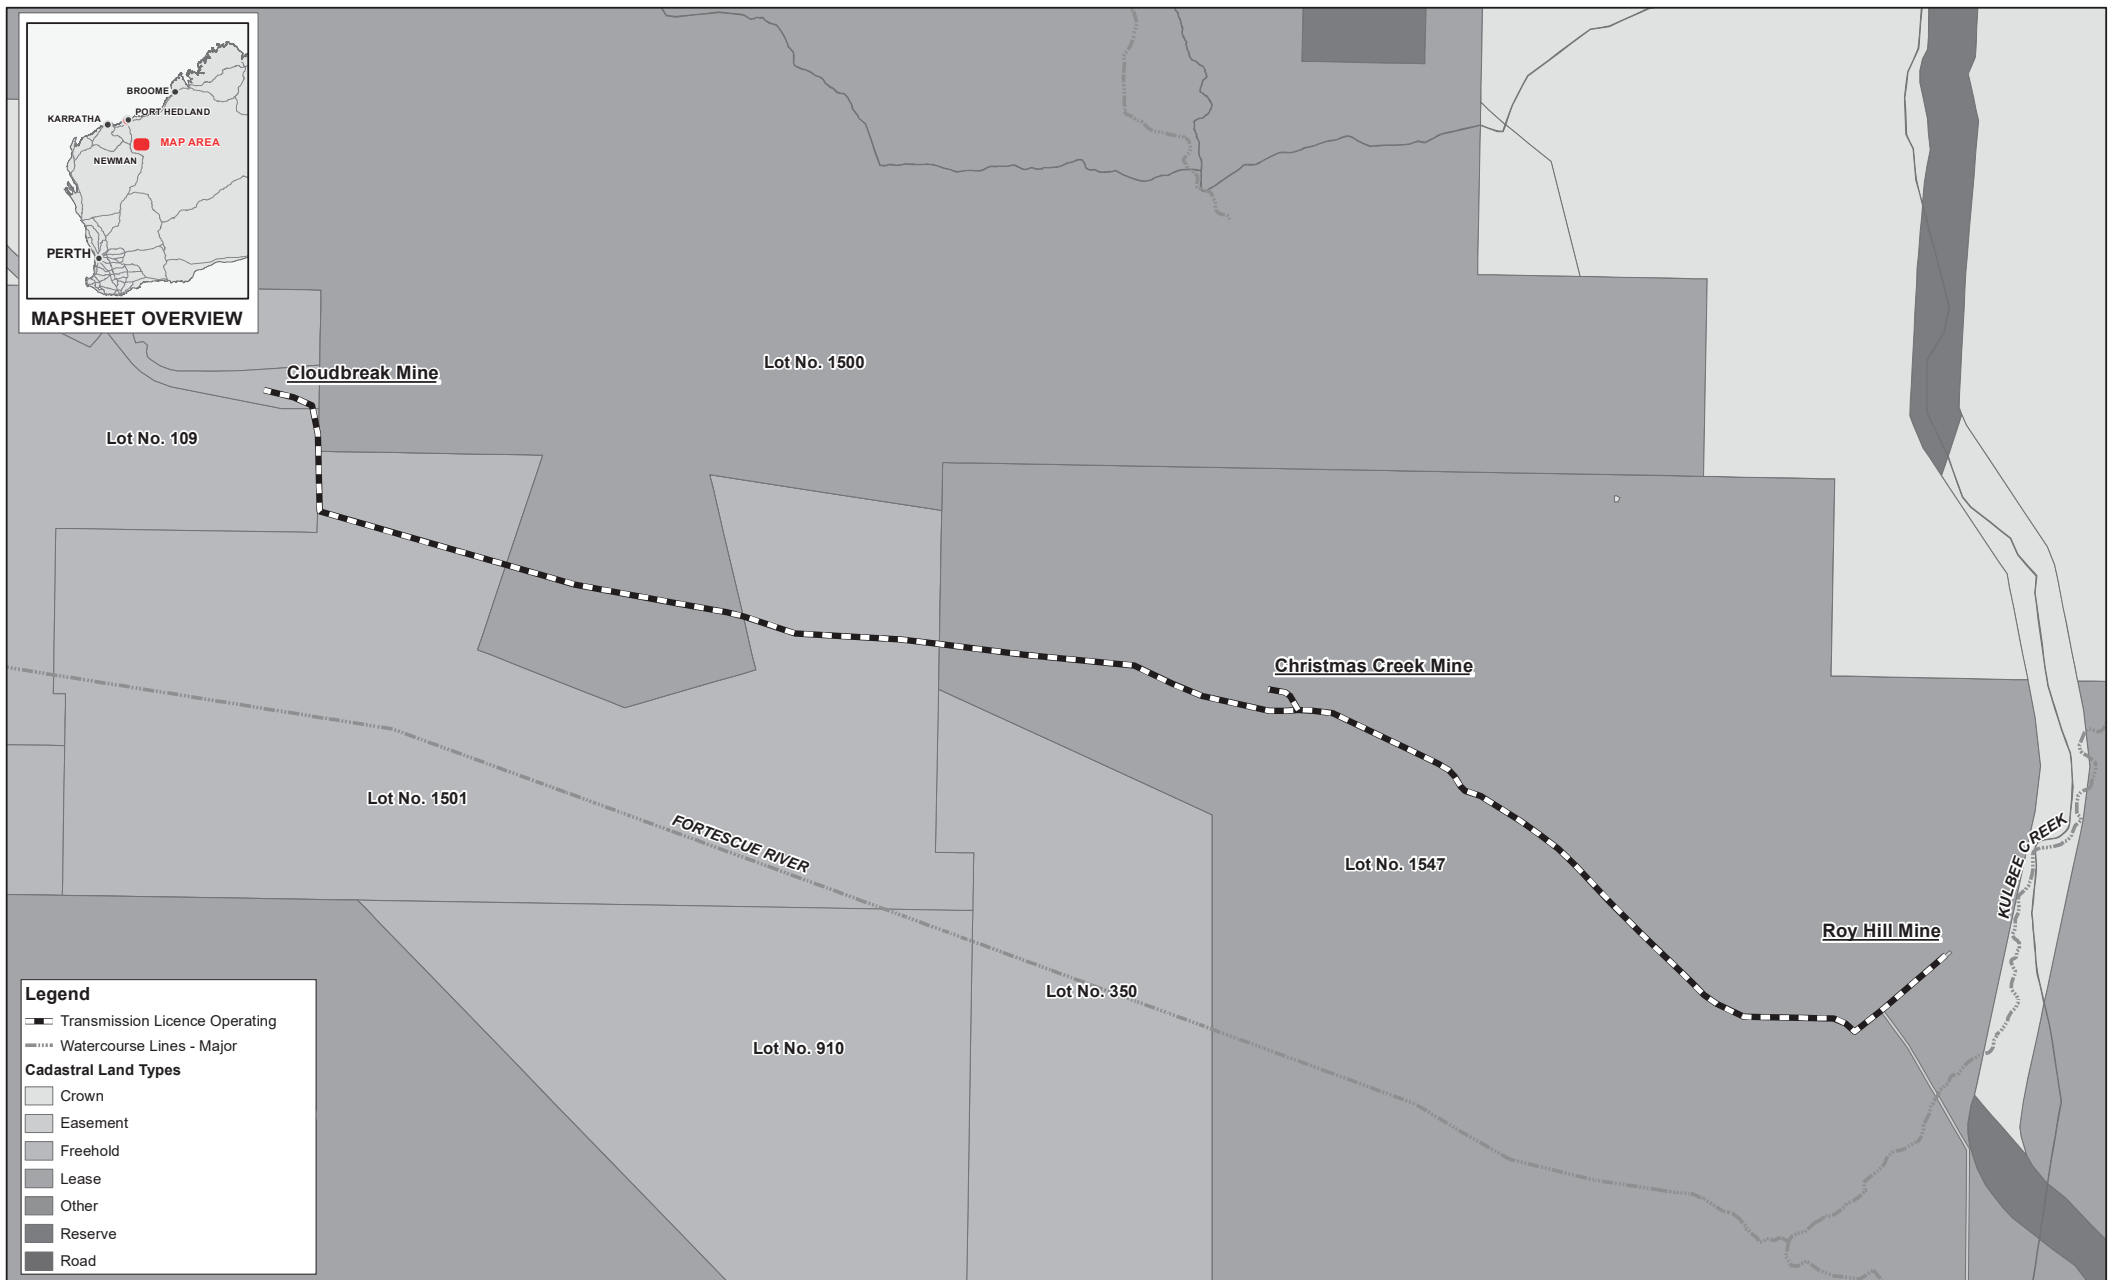 BROOME
PORT HEDLAND
KARRATHA
MAP AREA
NEWMAN
PERTH
MAPSHEET OVERVIEW
Cloudbreak Mine
Lot No. 1500
Lot No. 109
Christmas Creek Mine
Lot No. 1501
FORTESCUE RIVER
Lot No. 1547
KULBEE CREEK
Roy Hill Mine
Lot No. 350
Lot No. 910
Legend
Transmission Licence Operating
Watercourse Lines - Major
Cadastral Land Types
Crown
Easement
Freehold
Lease
Other
Reserve
Road